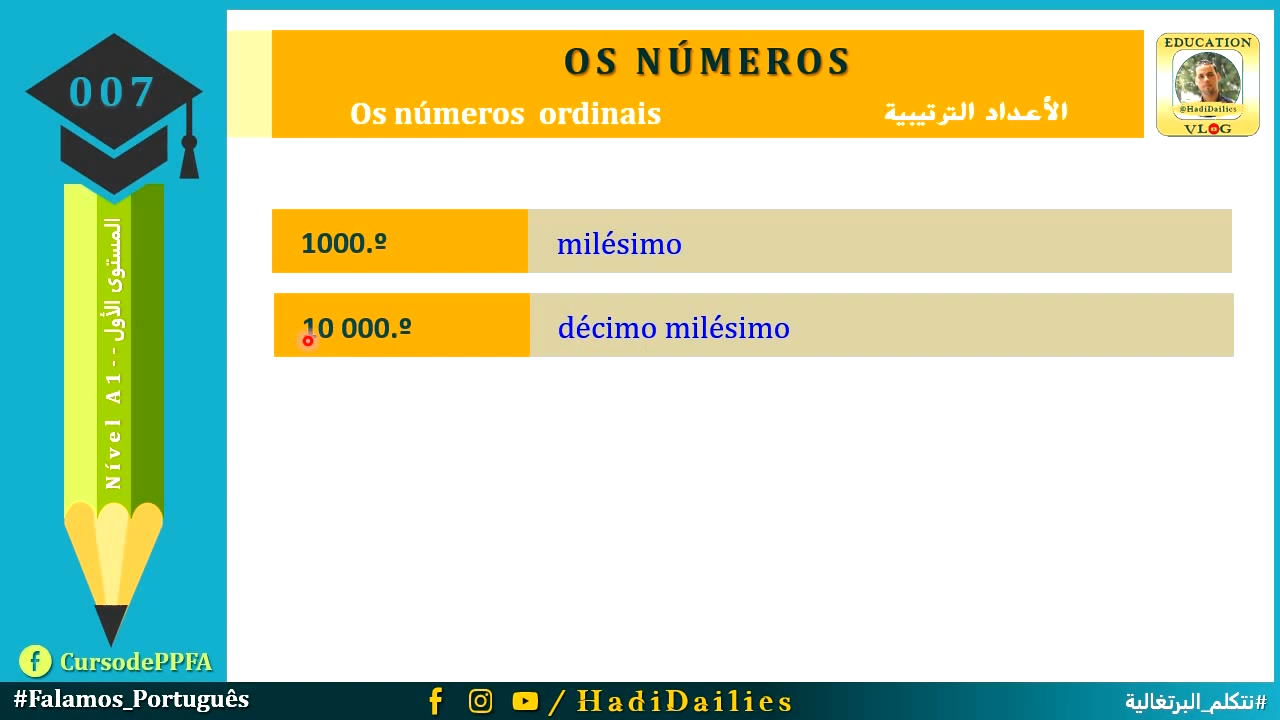 007
OS NÚMEROS
Os números ordinais
الأعداد الترتيبية
EDUCATION
@HadiDailies
VLOG
1000.º
milésimo
10 000.º
décimo milésimo
Nível A1 -- المستوى الأول
CursodePPFA
#Falamos_Português
/ HadiDailies
#نتكلم_البرتغالية